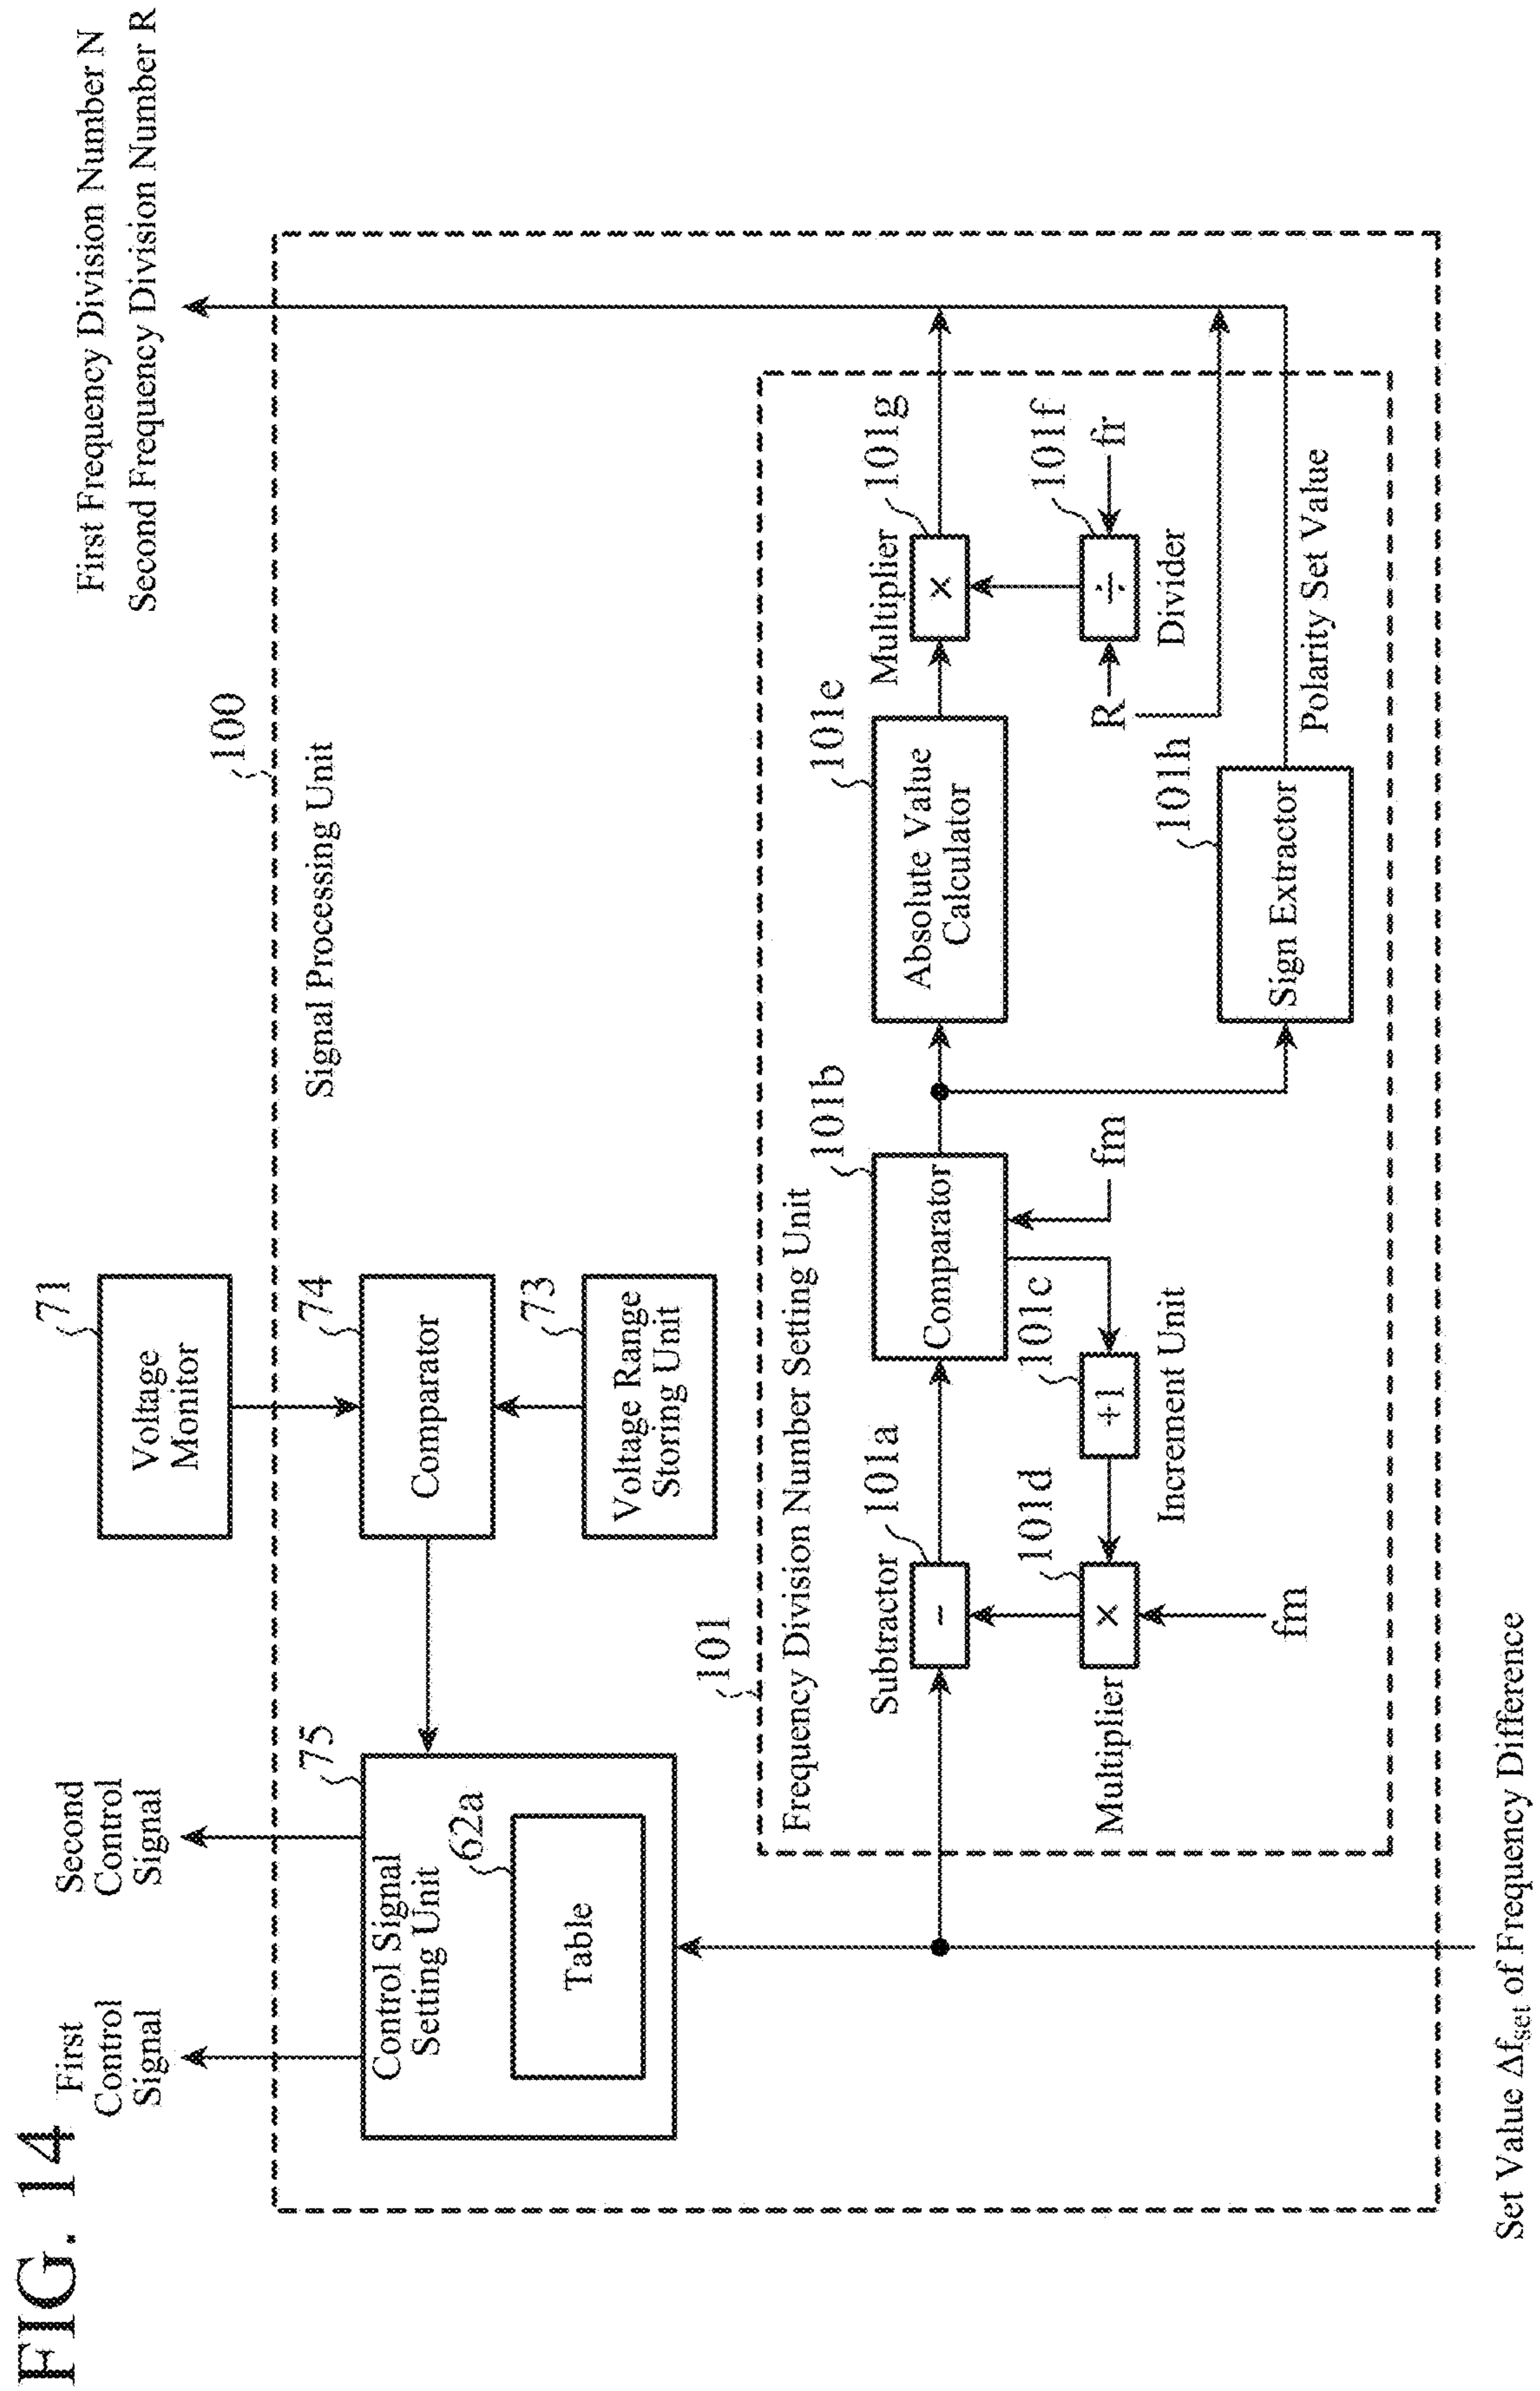 FIG. 14
First
Control
Signal
Second
Control
Signal
First Frequency Division Number N
Second Frequency Division Number R
71
Voltage
Monitor
100
Signal Processing Unit
75
Control Signal
Setting Unit
62a
Table
74
Comparator
73
Voltage Range
Storing Unit
101
Frequency Division Number Setting Unit
Subtractor
101a
−
101b
Comparator
fm
101c
+1
Increment Unit
101d
×
Multiplier
fm
101e
Absolute Value
Calculator
Multiplier
101g
×
101f
÷
Divider
R
fr
101h
Sign Extractor
Polarity Set Value
Set Value Δfset of Frequency Difference